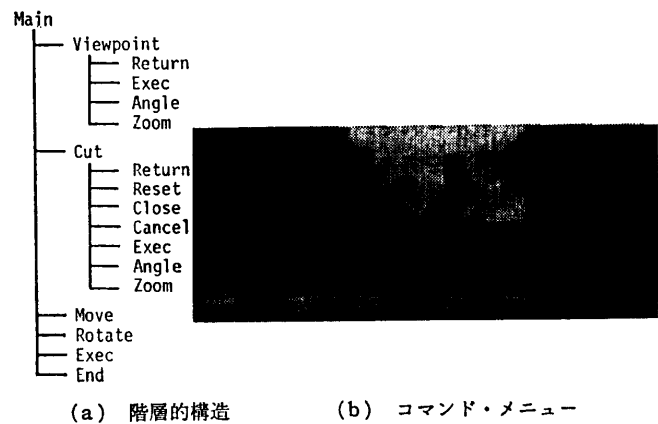 Main
Viewpoint
Return
Exec
Angle
Zoom
Cut
Return
Reset
Close
Cancel
Exec
Angle
Zoom
Move
Rotate
Exec
End
(a) 階層的構造
(b) コマンド・メニュー